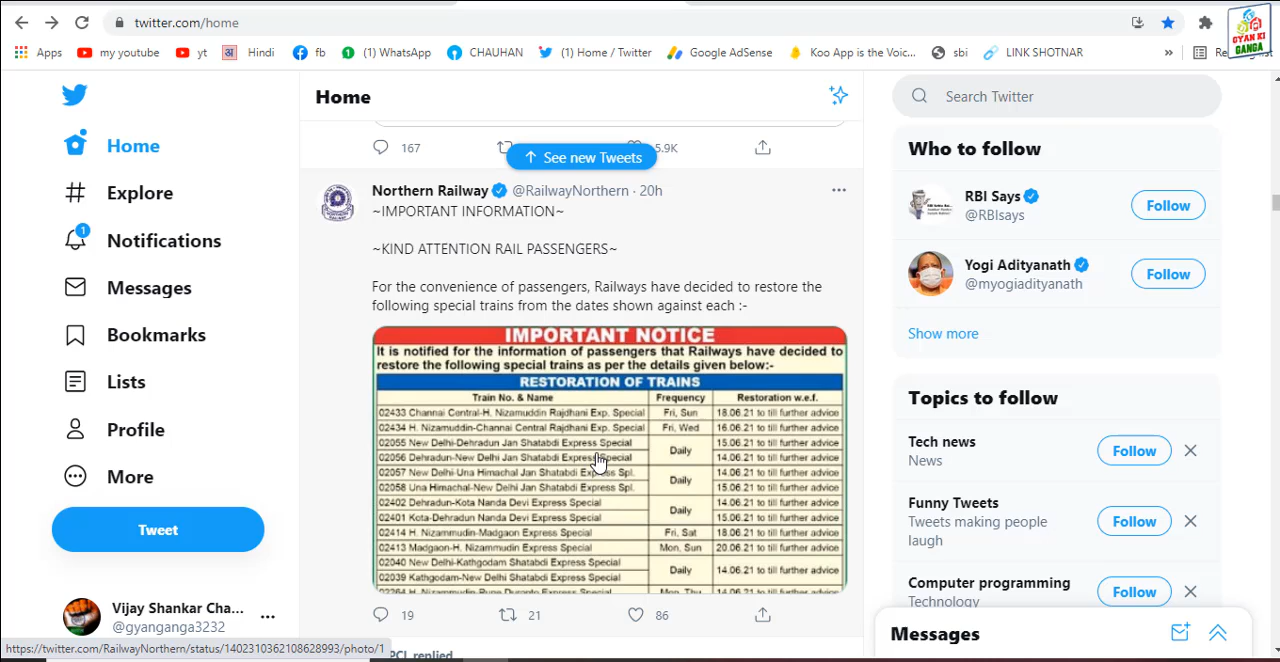 twitter.com/home
GYAN KI
GANGA
Apps my youtube yt Hindi fb (1) WhatsApp CHAUHAN (1) Home / Twitter Google AdSense Koo App is the Voic... sbi LINK SHOTNAR »
Home
Explore
1
Notifications
Messages
Bookmarks
Lists
Profile
More
Tweet
Vijay Shankar Cha...
@gyanganga3232
Home
167 5.9K
See new Tweets
Northern Railway @RailwayNorthern · 20h
~IMPORTANT INFORMATION~
~KIND ATTENTION RAIL PASSENGERS~
For the convenience of passengers, Railways have decided to restore the
following special trains from the dates shown against each :-
IMPORTANT NOTICE
It is notified for the information of passengers that Railways have decided to
restore the following special trains as per the details given below:-
RESTORATION OF TRAINS
Train No. & Name Frequency Restoration w.e.f.
02433 Channai Central-H. Nizamuddin Rajdhani Exp. Special Fri, Sun 18.06.21 to till further advice
02434 H. Nizamuddin-Channai Central Rajdhani Exp. Special Fri, Wed 16.06.21 to till further advice
02055 New Delhi-Dehradun Jan Shatabdi Express Special Daily 15.06.21 to till further advice
02056 Dehradun-New Delhi Jan Shatabdi Express Special 14.06.21 to till further advice
02057 New Delhi-Una Himachal Jan Shatabdi Express Spl. Daily 14.06.21 to till further advice
02058 Una Himachal-New Delhi Jan Shatabdi Express Spl. 15.06.21 to till further advice
02402 Dehradun-Kota Nanda Devi Express Special Daily 14.06.21 to till further advice
02401 Kota-Dehradun Nanda Devi Express Special 15.06.21 to till further advice
02414 H. Nizammudin-Madgaon Express Special Fri, Sat 18.06.21 to till further advice
02413 Madgaon-H. Nizammudin Express Special Mon, Sun 20.06.21 to till further advice
02040 New Delhi-Kathgodam Shatabdi Express Special Daily 14.06.21 to till further advice
02039 Kathgodam-New Delhi Shatabdi Express Special
02264 H. Nizammudin-Pune Duronto Express Special Mon, Thu 14.06.21 to till further advice
19 21 86
replied
Search Twitter
Who to follow
RBI Says
@RBIsays
Follow
Yogi Adityanath
@myogiadityanath
Follow
Show more
Topics to follow
Tech news
News
Follow
Funny Tweets
Tweets making people
laugh
Follow
Computer programming
Technology
Follow
Messages
https://twitter.com/RailwayNorthern/status/1402310362108628993/photo/1